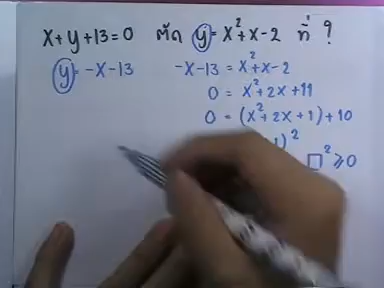 x+y+13=0 ตัด y=x²+x-2 ที่ ?
y=-x-13 -x-13=x²+x-2
0=x²+2x+11
0=(x²+2x+1)+10
)²
□²≥0